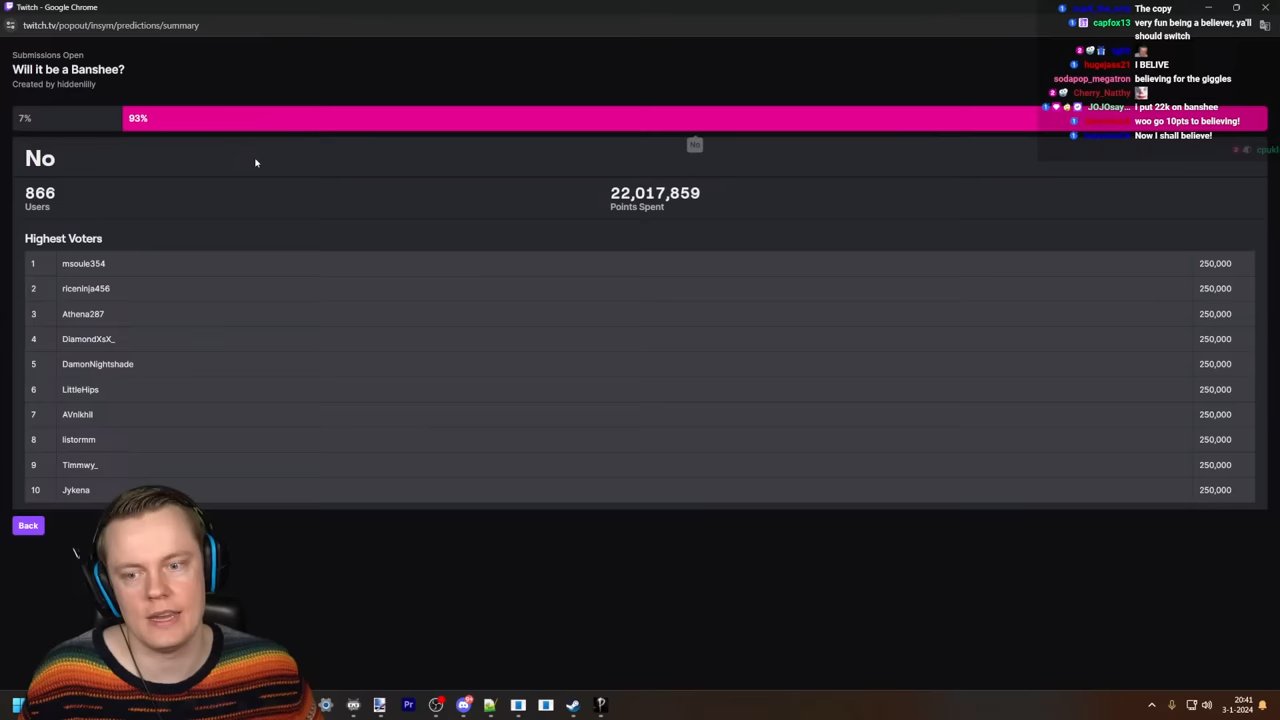 Twitch - Google Chrome
twitch.tv/popout/insym/predictions/summary
Submissions Open
Will it be a Banshee?
Created by hiddenlilly
7%
93%
No
No
866
Users
22,017,859
Points Spent
Highest Voters
1 msoule354 250,000
2 riceninja456 250,000
3 Athena287 250,000
4 DiamondXsX_ 250,000
5 DamonNightshade 250,000
6 LittleHips 250,000
7 AVnikhil 250,000
8 listormm 250,000
9 Timmwy_ 250,000
10 Jykena 250,000
Back
The copy
capfox13 very fun being a believer, ya'll
should switch
hugejass21 I BELIVE
sodapop_megatron believing for the giggles
Cherry_Natthy
JOJOsay... i put 22k on banshee
woo go 10pts to believing!
Now I shall believe!
20:41
3-1-2024